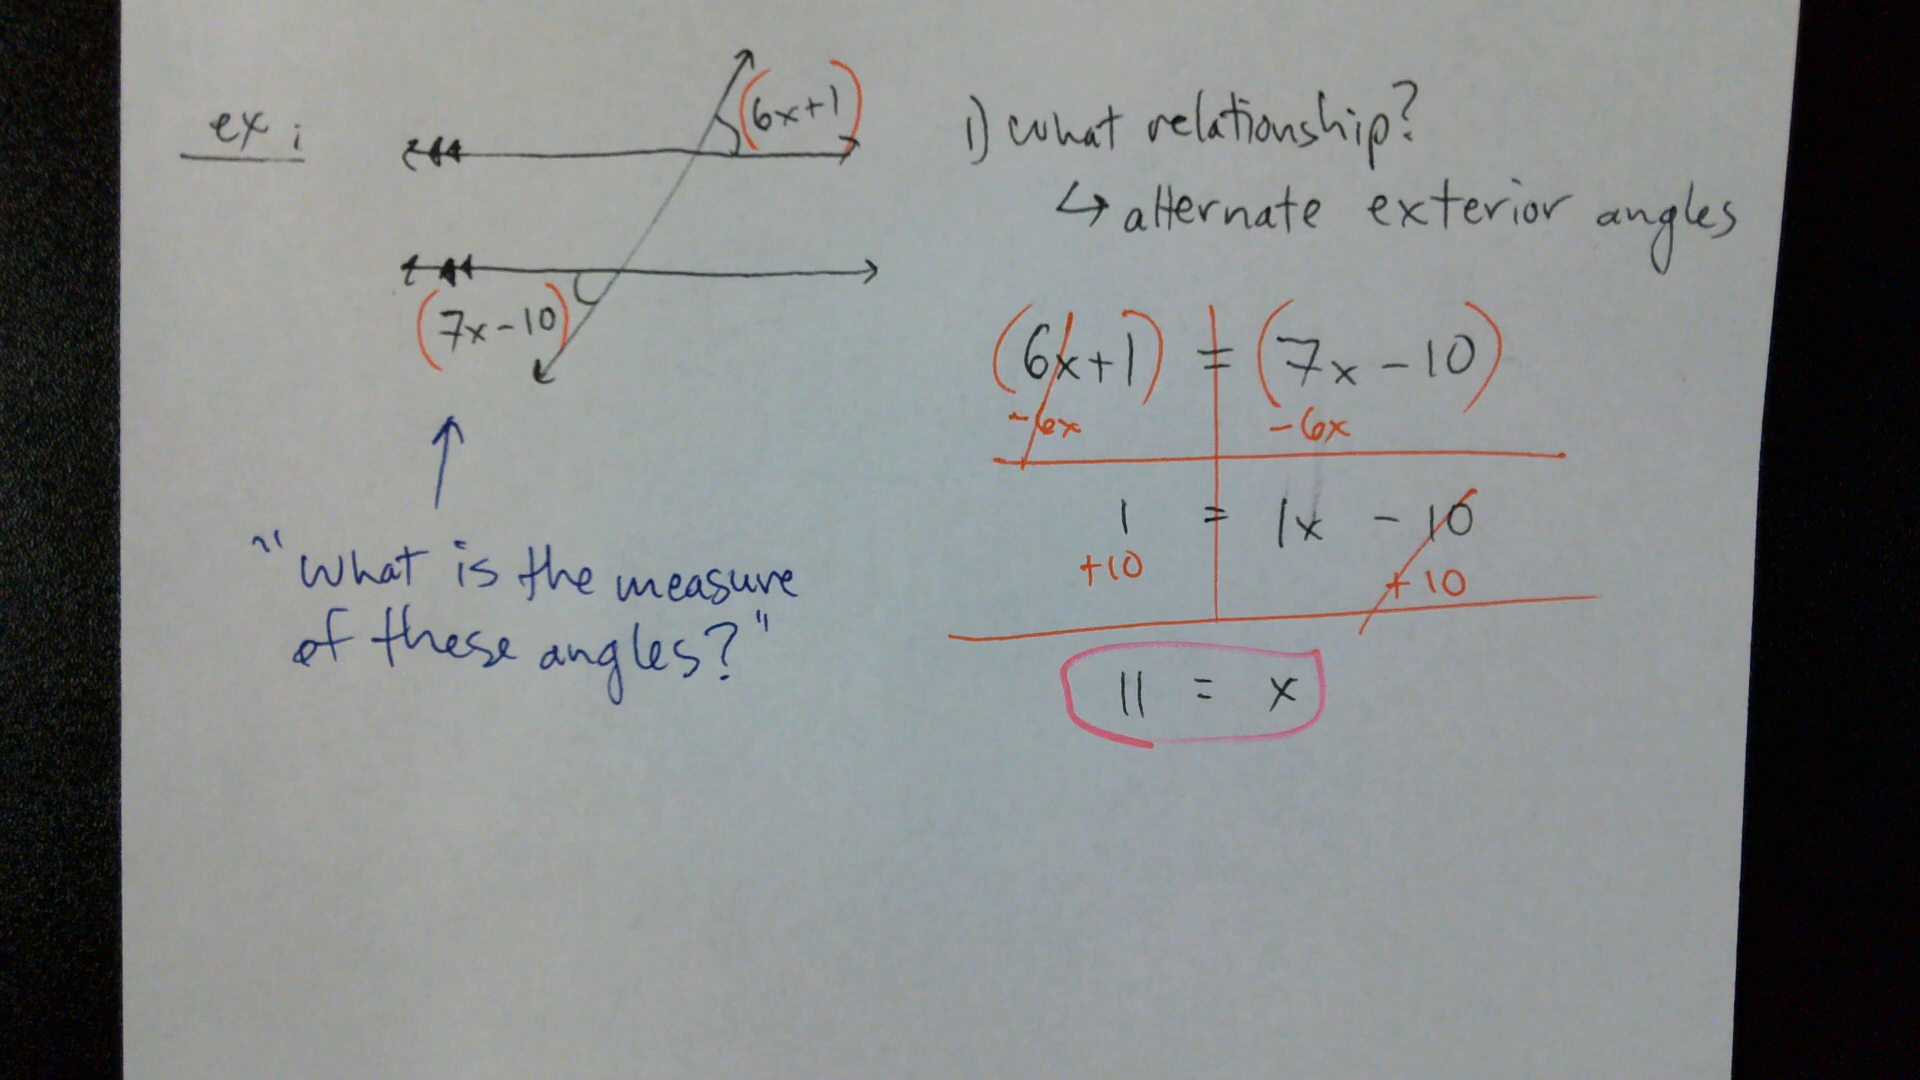 ex:
(6x+1)
(7x-10)
"What is the measure
of these angles?"
1) what relationship?
↳ alternate exterior angles
(6x+1) = (7x-10)
-6x -6x
1 = 1x - 10
+10 +10
11 = x